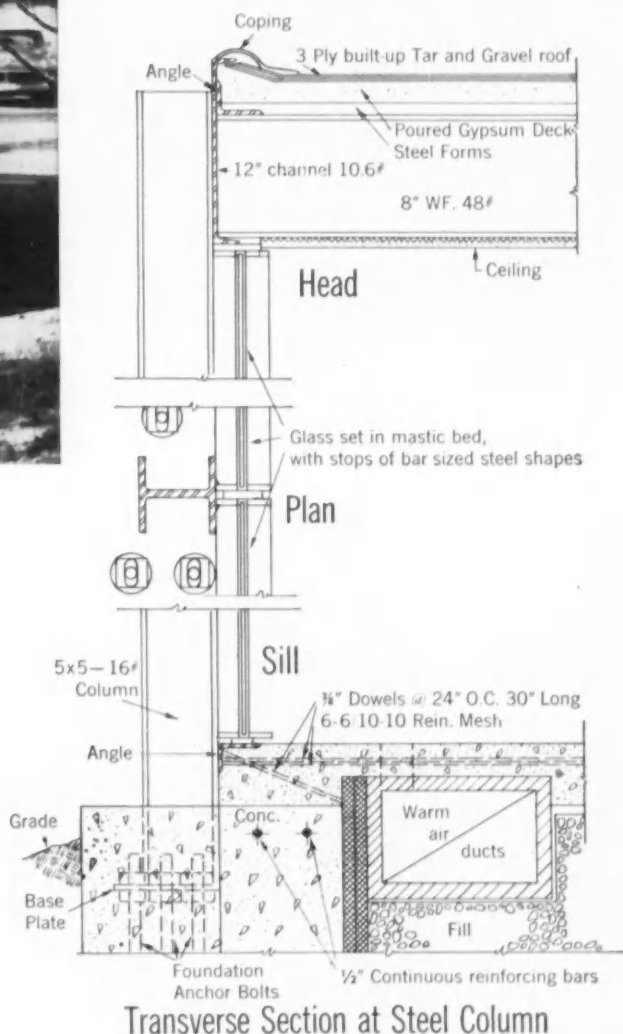 Coping
3 Ply built-up Tar and Gravel roof
Angle
Poured Gypsum Deck
Steel Forms
12" channel 10.6#
8" WF. 48#
Ceiling
Head
Glass set in mastic bed,
with stops of bar sized steel shapes
Plan
Sill
5x5—16#
Column
⅜" Dowels @ 24" O.C. 30" Long
6-6/10-10 Rein. Mesh
Angle
Conc.
Warm
air
ducts
Grade
Base
Plate
Fill
Foundation
Anchor Bolts
½" Continuous reinforcing bars
Transverse Section at Steel Column